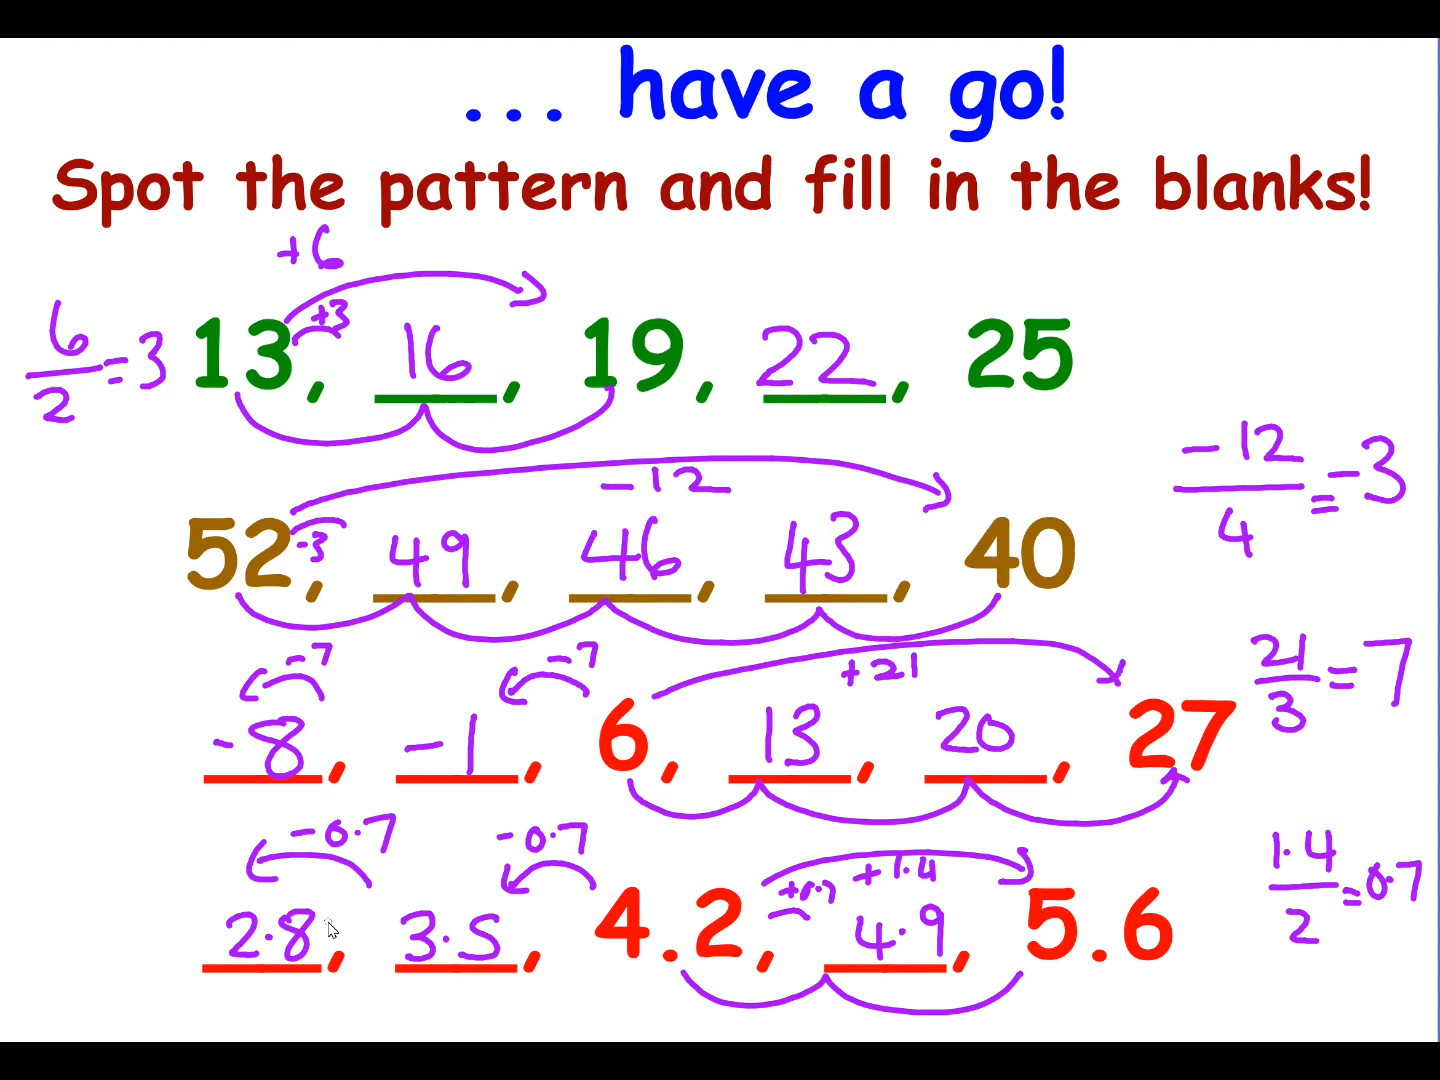 ... have a go!
Spot the pattern and fill in the blanks!
+6
6/2 = 3
+3
13, 16, 19, 22, 25
-12
-12/4 = -3
-3
52, 49, 46, 43, 40
-7 -7 +21
21/3 = 7
-8, -1, 6, 13, 20, 27
-0.7 -0.7 +0.7 +1.4
1.4/2 = 0.7
2.8, 3.5, 4.2, 4.9, 5.6